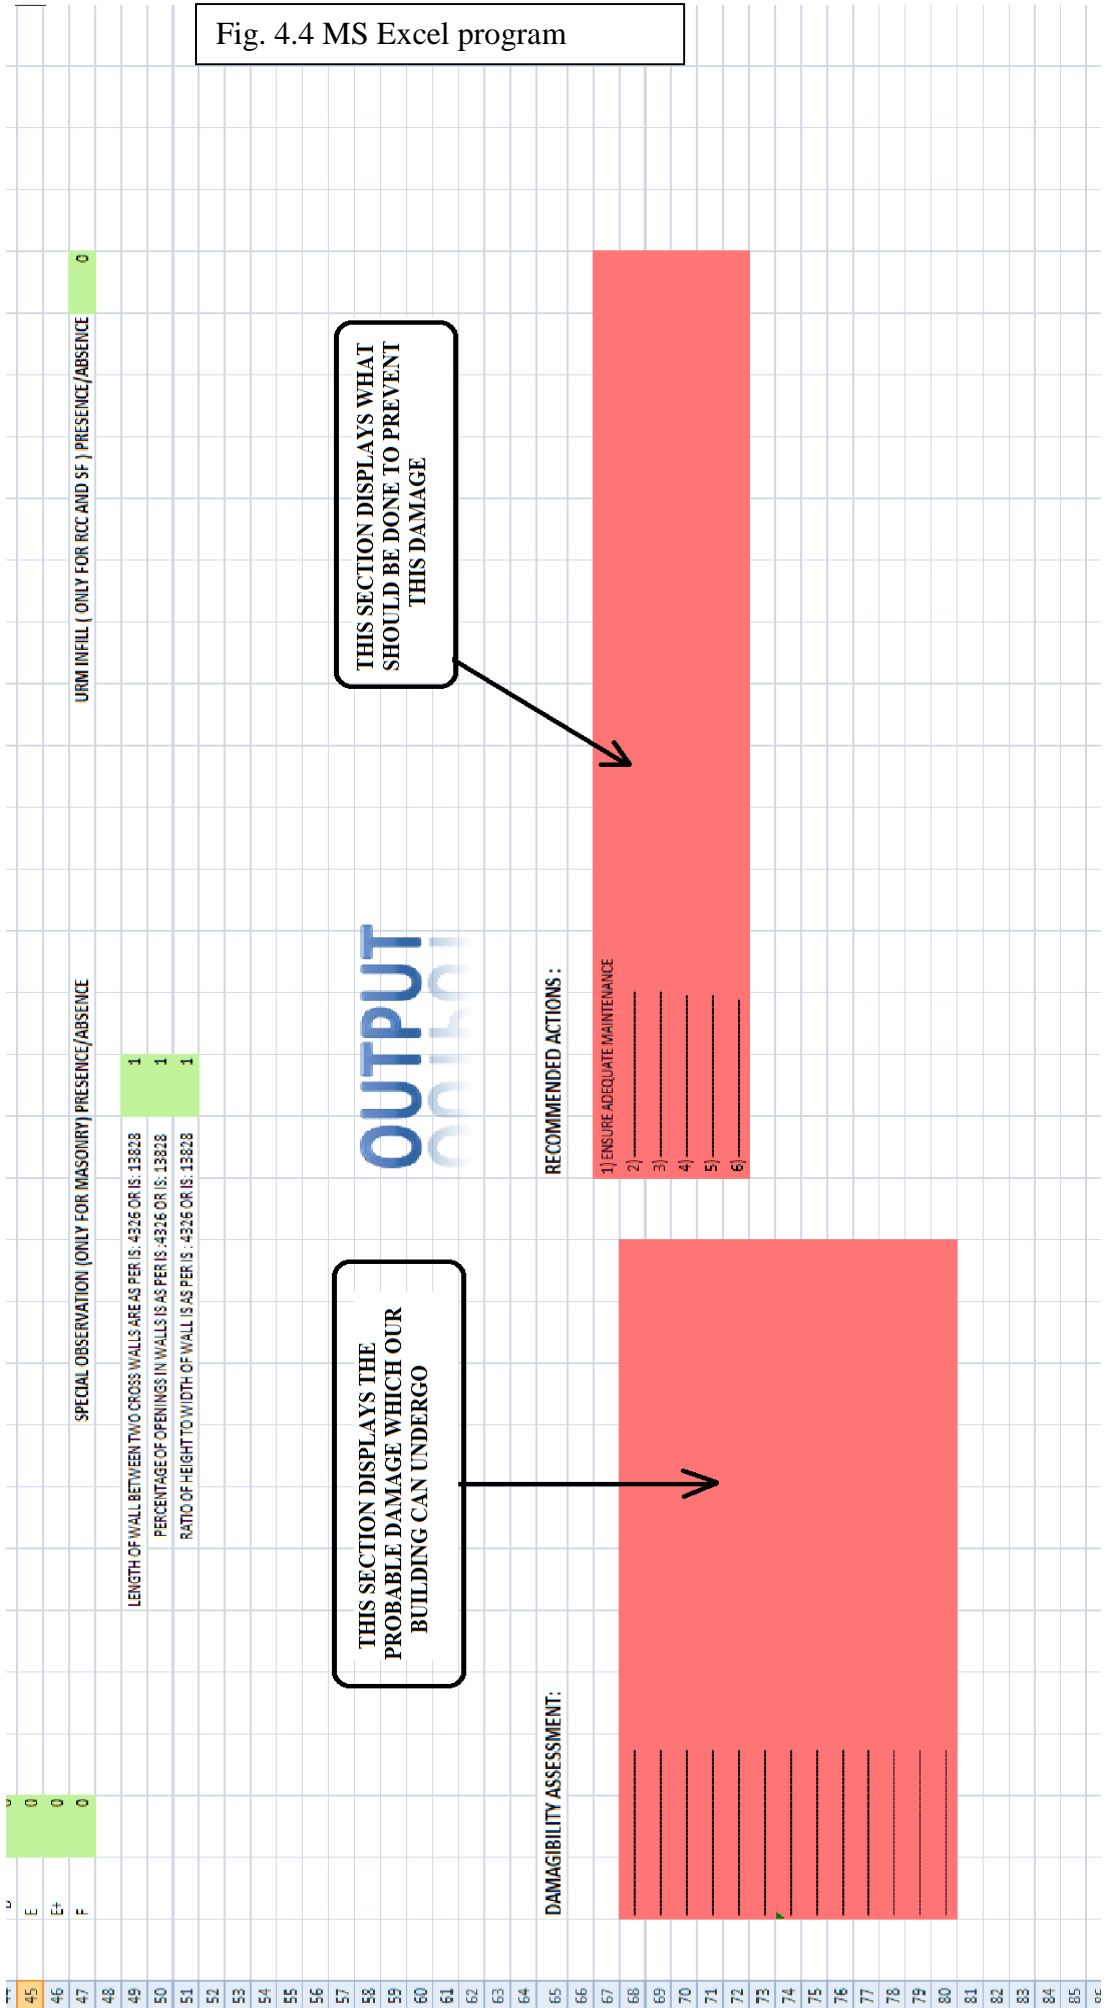 Fig. 4.4 MS Excel program
45
46
47
48
49
50
51
52
53
54
55
56
57
58
59
60
61
62
63
64
65
66
67
68
69
70
71
72
73
74
75
76
77
78
79
80
81
82
83
84
85
E 0
E+ 0
F 0
SPECIAL OBSERVATION (ONLY FOR MASONRY) PRESENCE/ABSENCE
URM INFILL ( ONLY FOR RCC AND SF ) PRESENCE/ABSENCE 0
LENGTH OF WALL BETWEEN TWO CROSS WALLS ARE AS PER IS: 4326 OR IS: 13828 1
PERCENTAGE OF OPENINGS IN WALLS IS AS PER IS :4326 OR IS: 13828 1
RATIO OF HEIGHT TO WIDTH OF WALL IS AS PER IS : 4326 OR IS: 13828 1
THIS SECTION DISPLAYS THE
PROBABLE DAMAGE WHICH OUR
BUILDING CAN UNDERGO
OUTPUT
THIS SECTION DISPLAYS WHAT
SHOULD BE DONE TO PREVENT
THIS DAMAGE
DAMAGIBILITY ASSESSMENT:
RECOMMENDED ACTIONS :
1) ENSURE ADEQUATE MAINTENANCE
2)--------------------
3)--------------------
4)--------------------
5)--------------------
6)--------------------